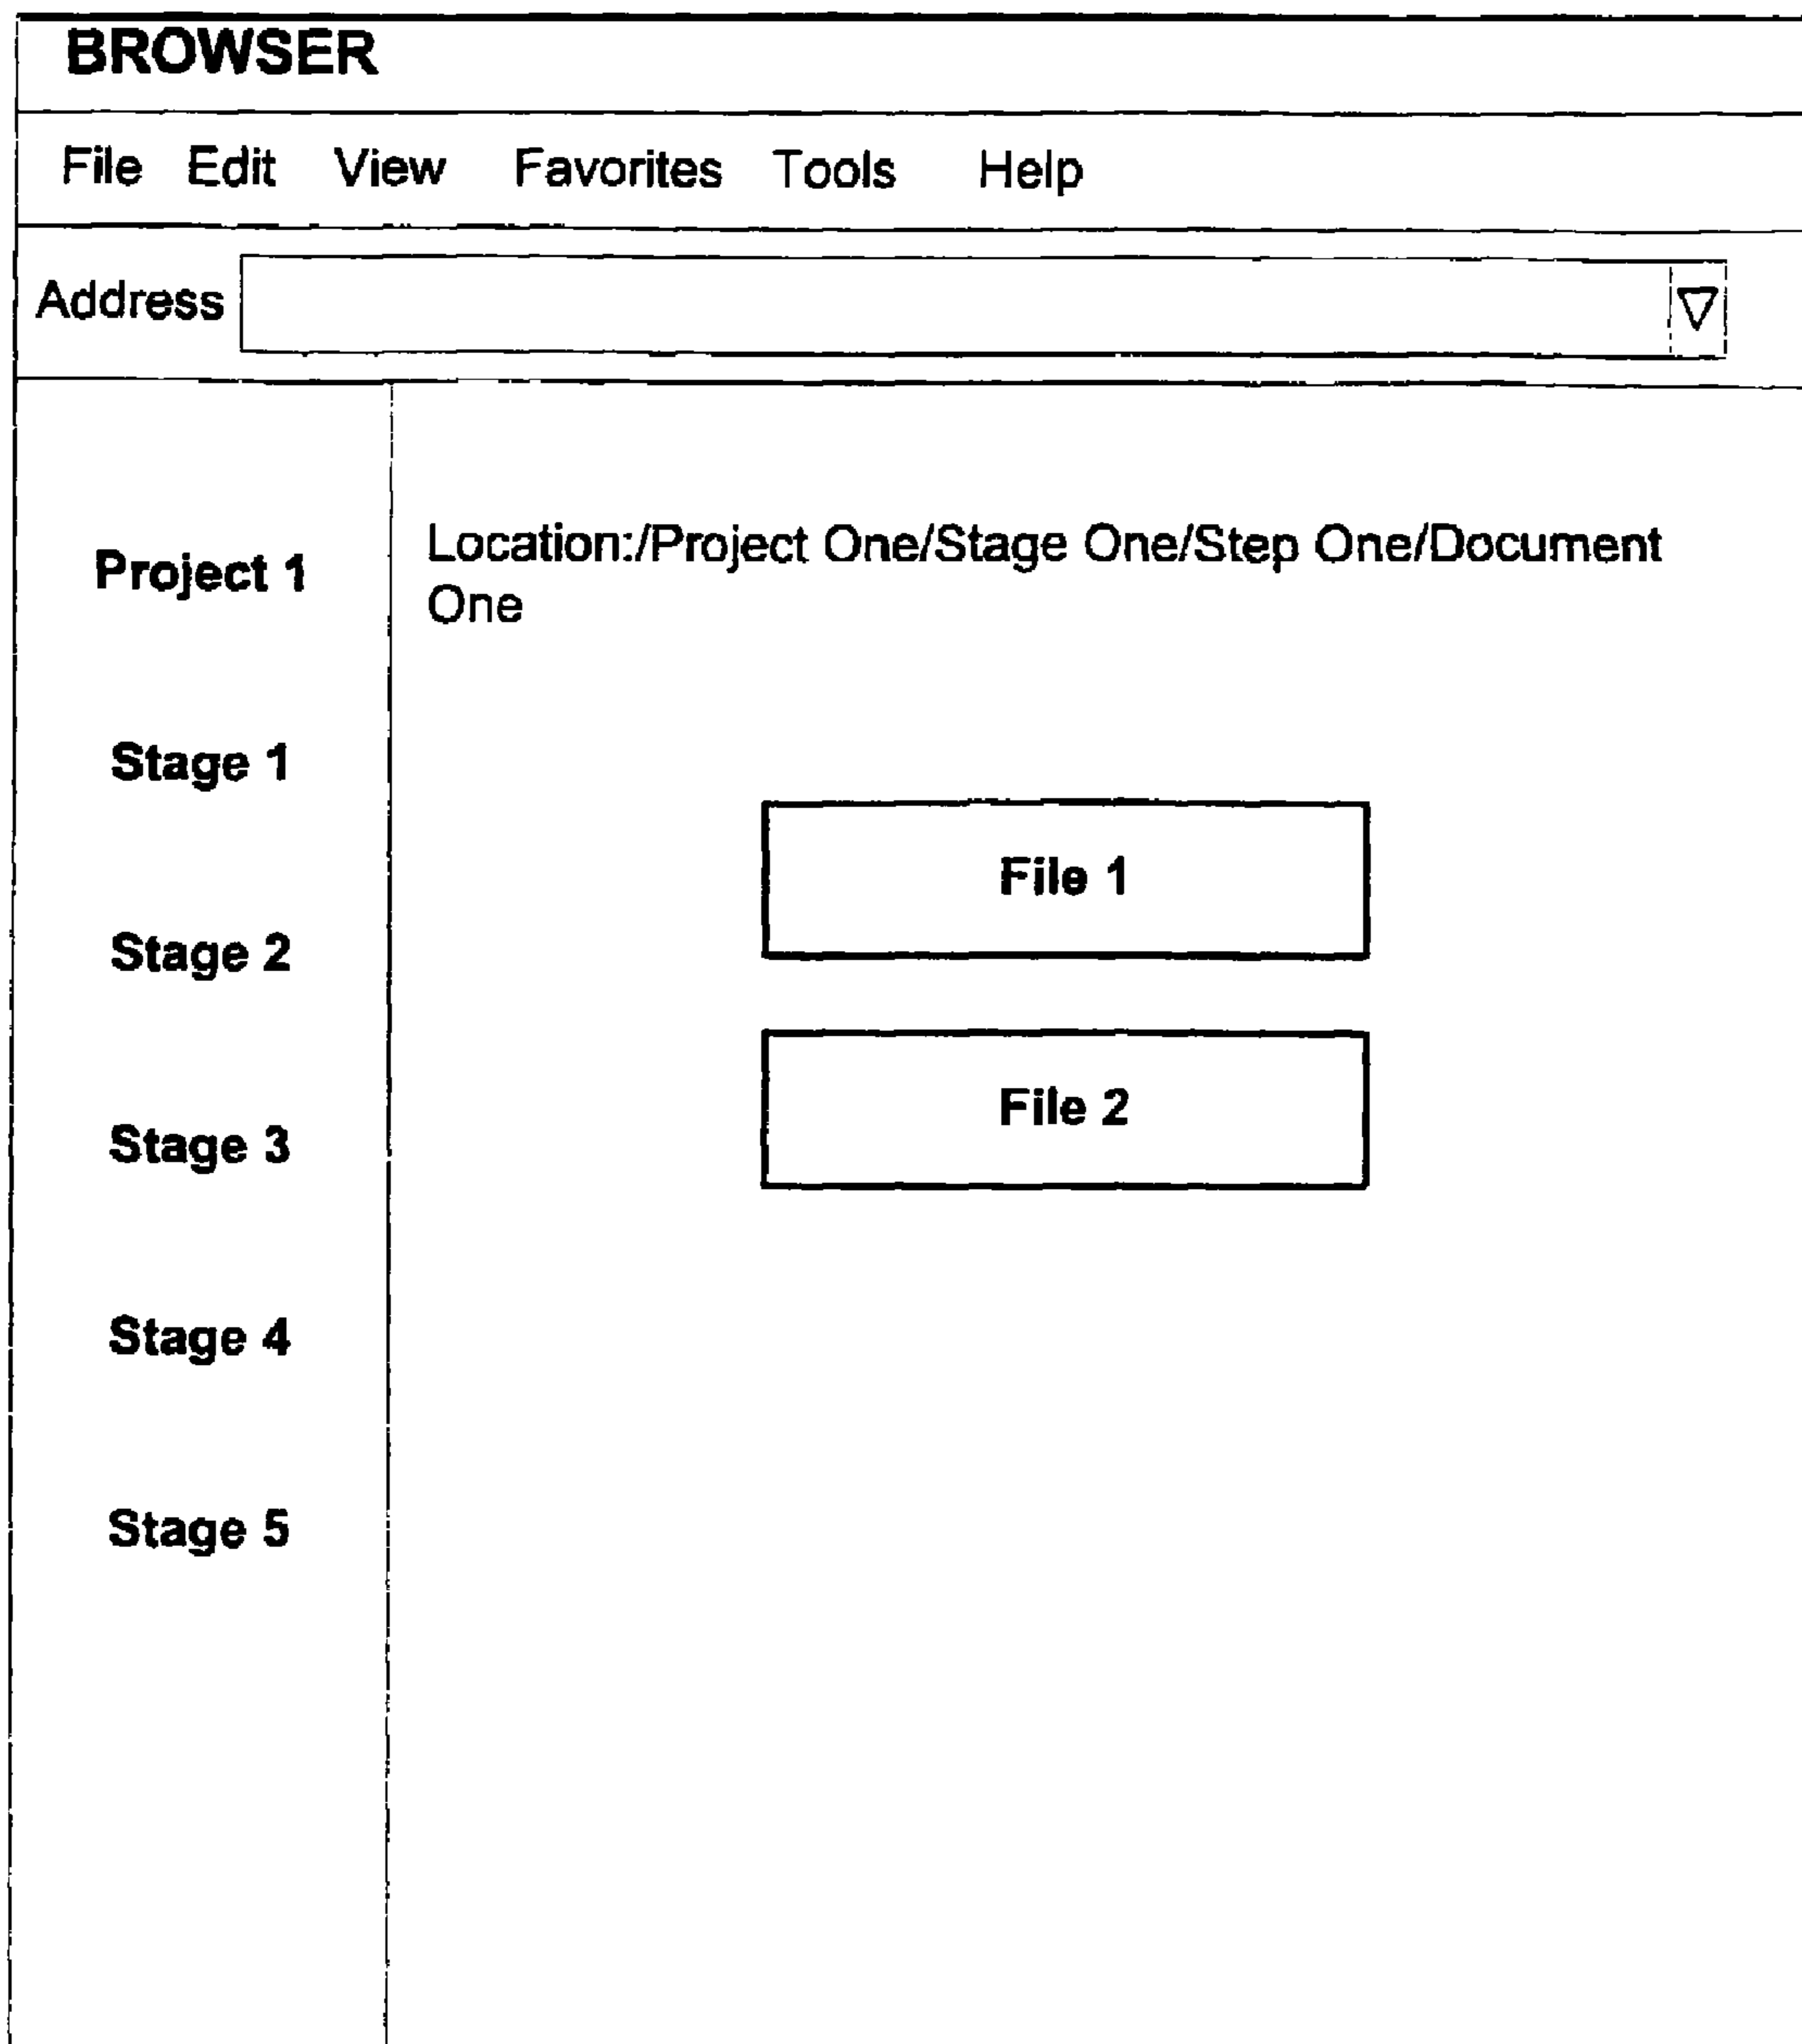 BROWSER
File Edit View Favorites Tools Help
Address
Project 1
Stage 1
Stage 2
Stage 3
Stage 4
Stage 5
Location:/Project One/Stage One/Step One/Document
One
File 1
File 2